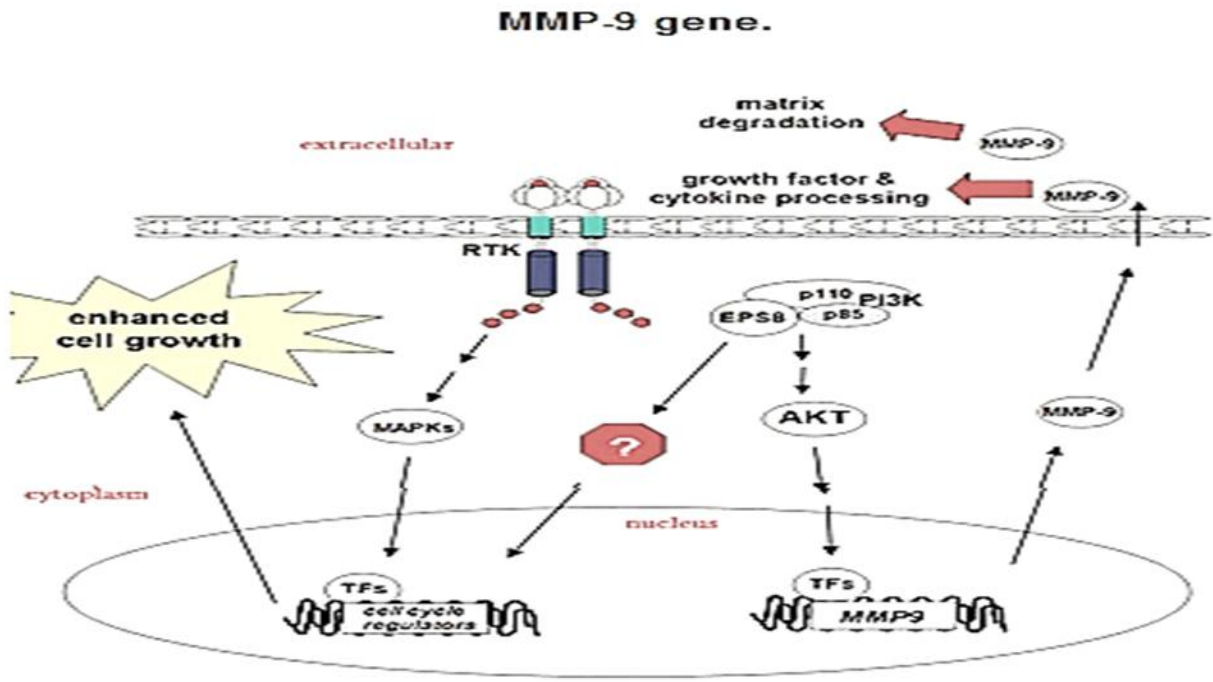 MMP-9 gene.
matrix
degradation
MMP-9
extracellular
growth factor &
cytokine processing
MMP-9
RTK
enhanced
cell growth
p110
PI3K
EPS8
p85
MAPKs
?
AKT
MMP-9
cytoplasm
nucleus
TFs
cell cycle
regulators
TFs
MMP9